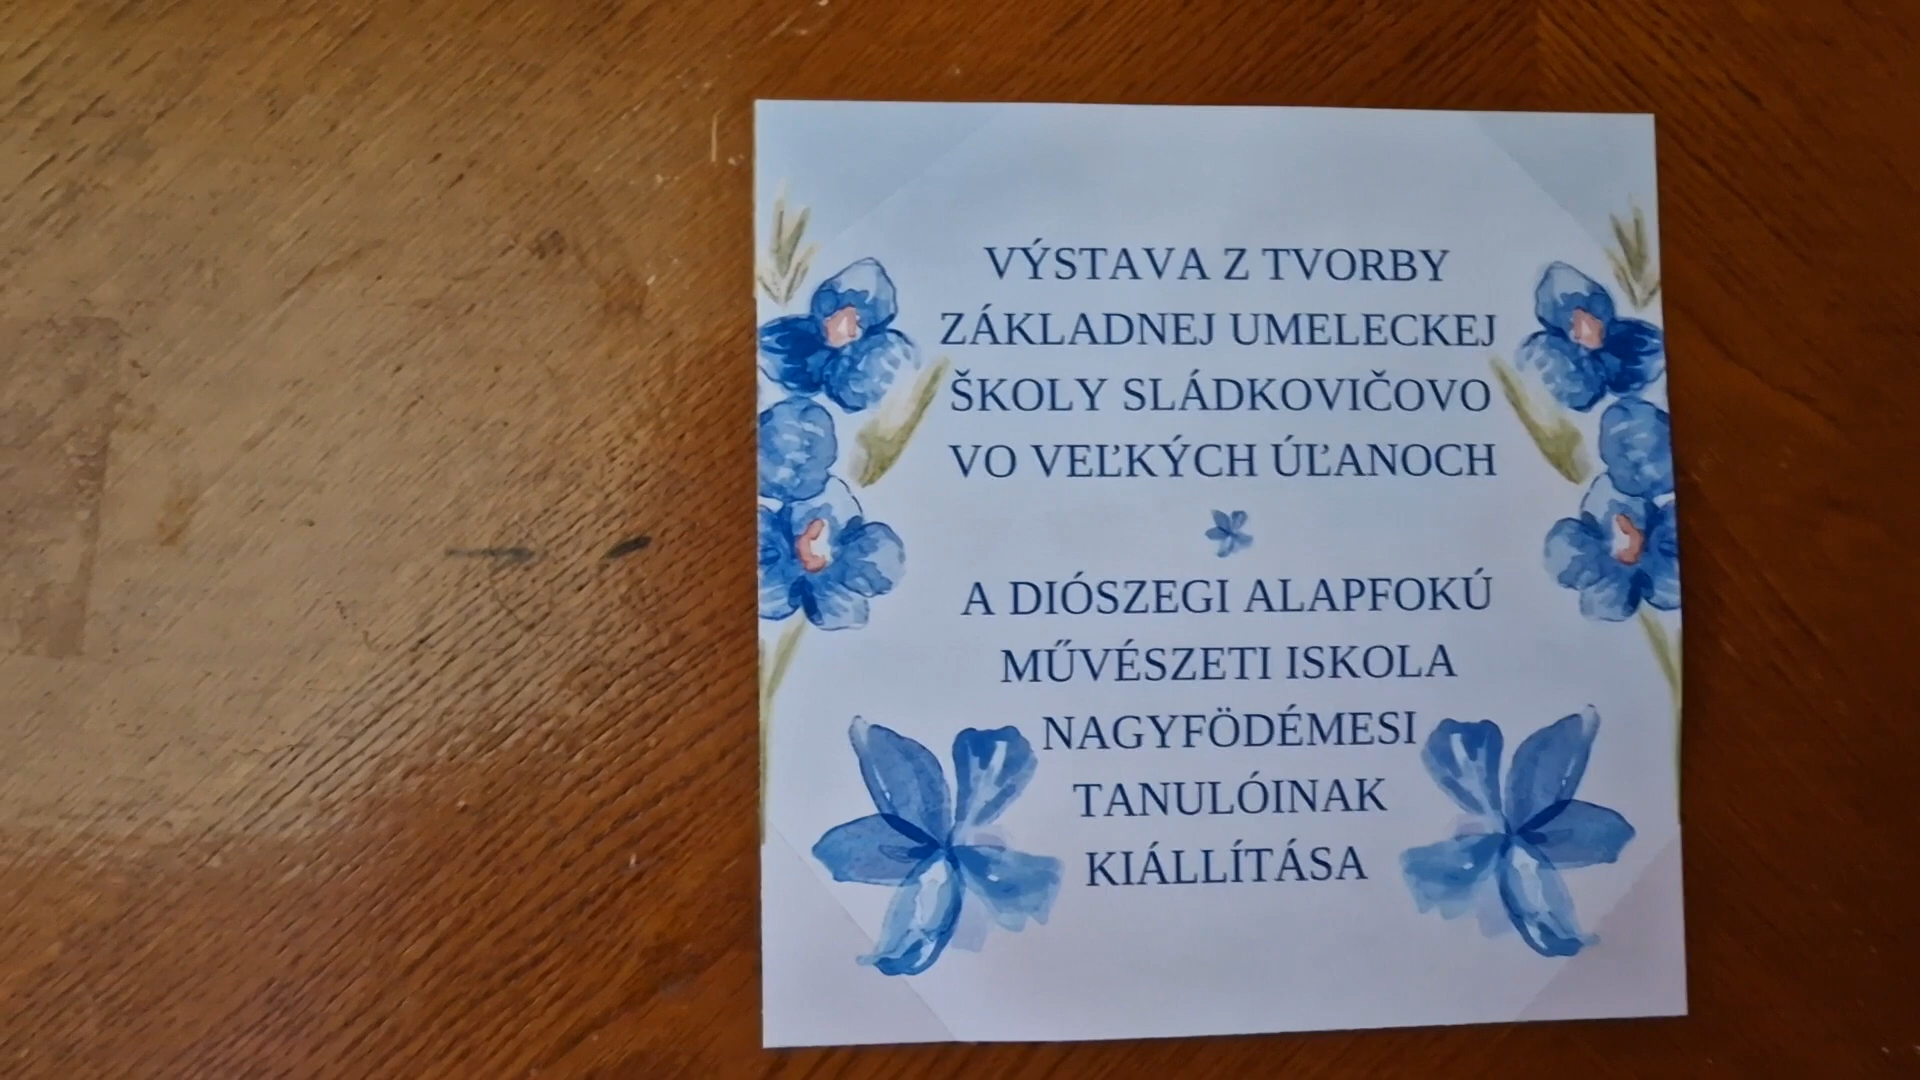 VÝSTAVA Z TVORBY
ZÁKLADNEJ UMELECKEJ
ŠKOLY SLÁDKOVIČOVO
VO VEĽKÝCH ÚĽANOCH
A DIÓSZEGI ALAPFOKÚ
MŰVÉSZETI ISKOLA
NAGYFÖDÉMESI
TANULÓINAK
KIÁLLÍTÁSA